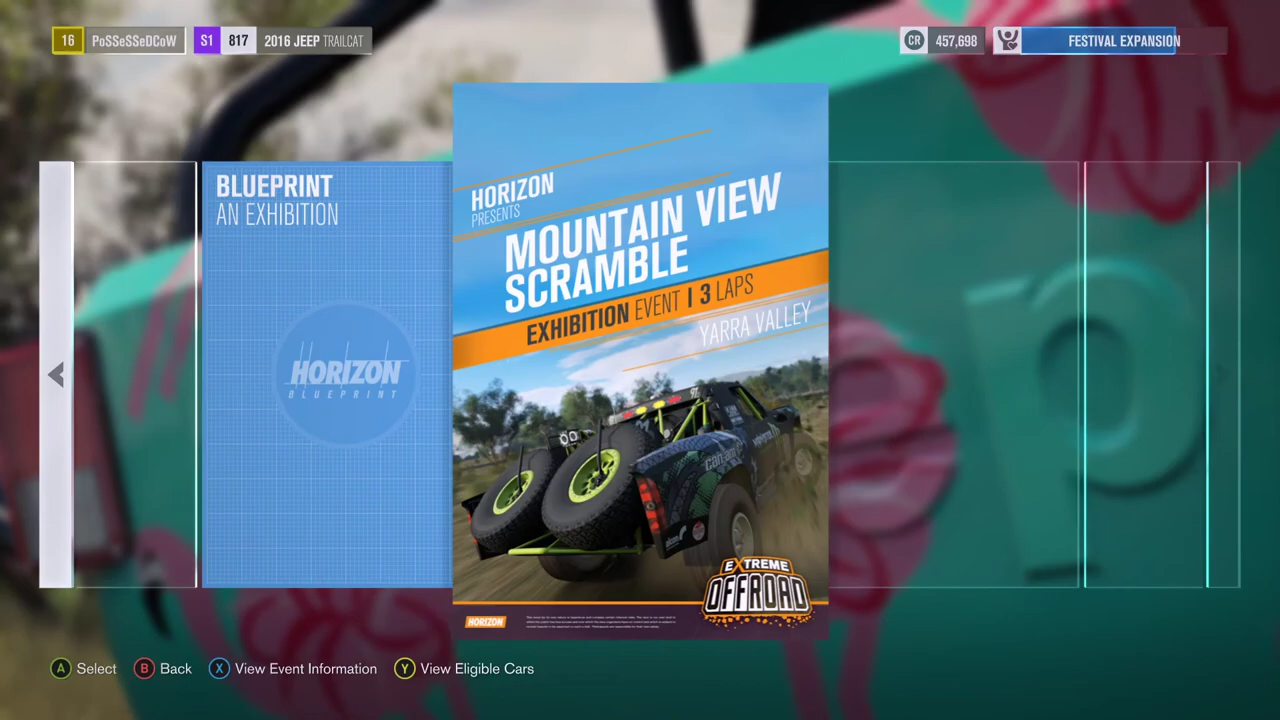 16 PoSSeSSeDCoW S1 817 2016 JEEP TRAILCAT
CR 457,698 FESTIVAL EXPANSION
BLUEPRINT
AN EXHIBITION
HORIZON
BLUEPRINT
HORIZON
PRESENTS
MOUNTAIN VIEW
SCRAMBLE
EXHIBITION EVENT | 3 LAPS
YARRA VALLEY
can-am
EXTREME
OFFROAD
HORIZON
p
A Select B Back X View Event Information Y View Eligible Cars